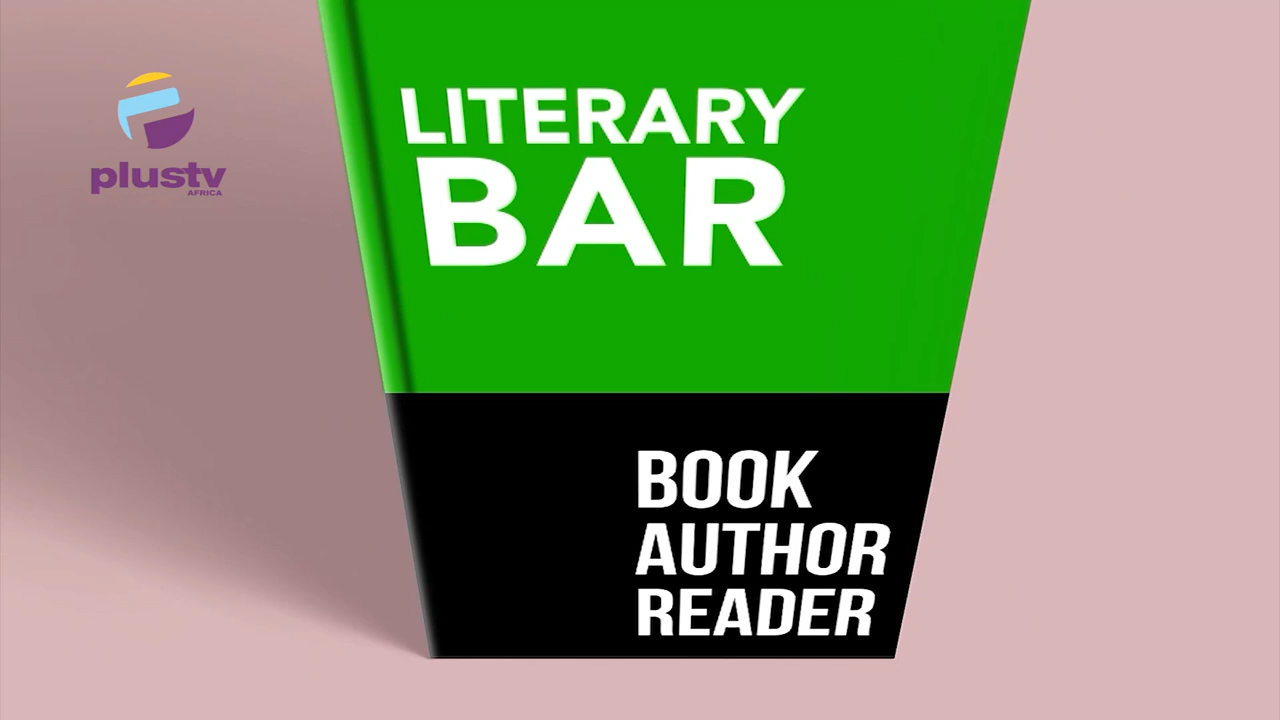 plustv
AFRICA
LITERARY
BAR
BOOK
AUTHOR
READER